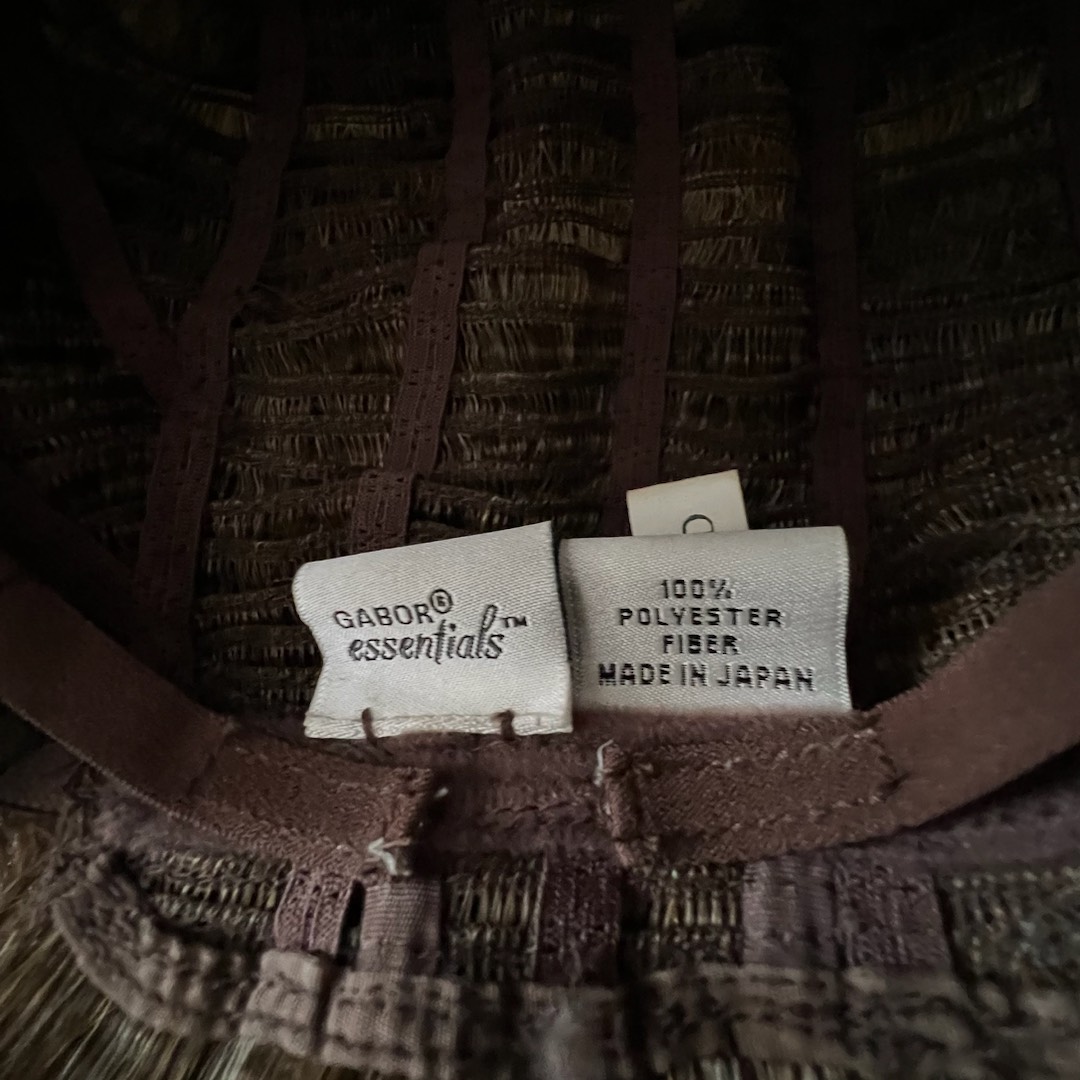 GABOR®
essentials™
100%
POLYESTER
FIBER
MADE IN JAPAN